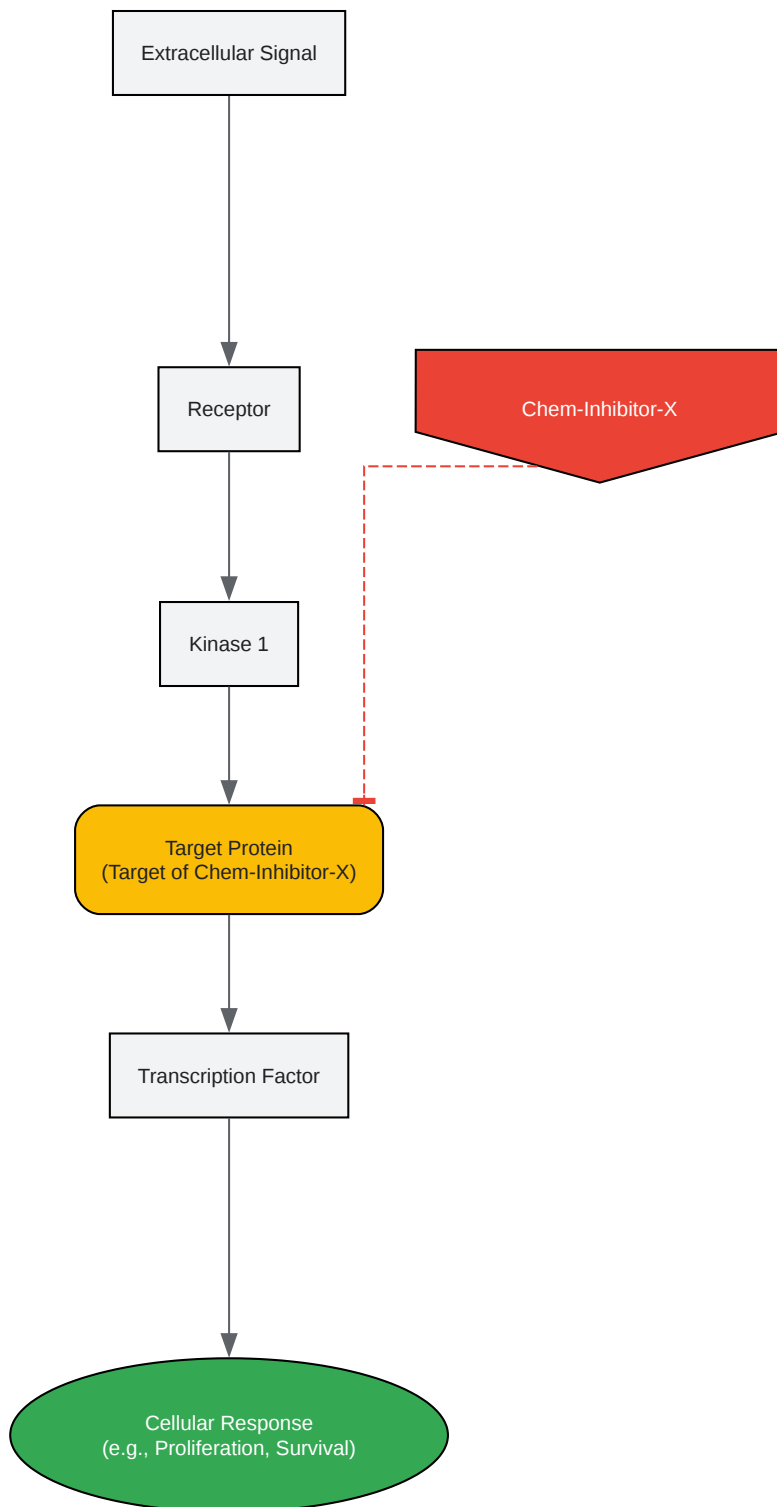 Extracellular Signal
Receptor
Chem-Inhibitor-X
Kinase 1
Target Protein
(Target of Chem-Inhibitor-X)
Transcription Factor
Cellular Response
(e.g., Proliferation, Survival)